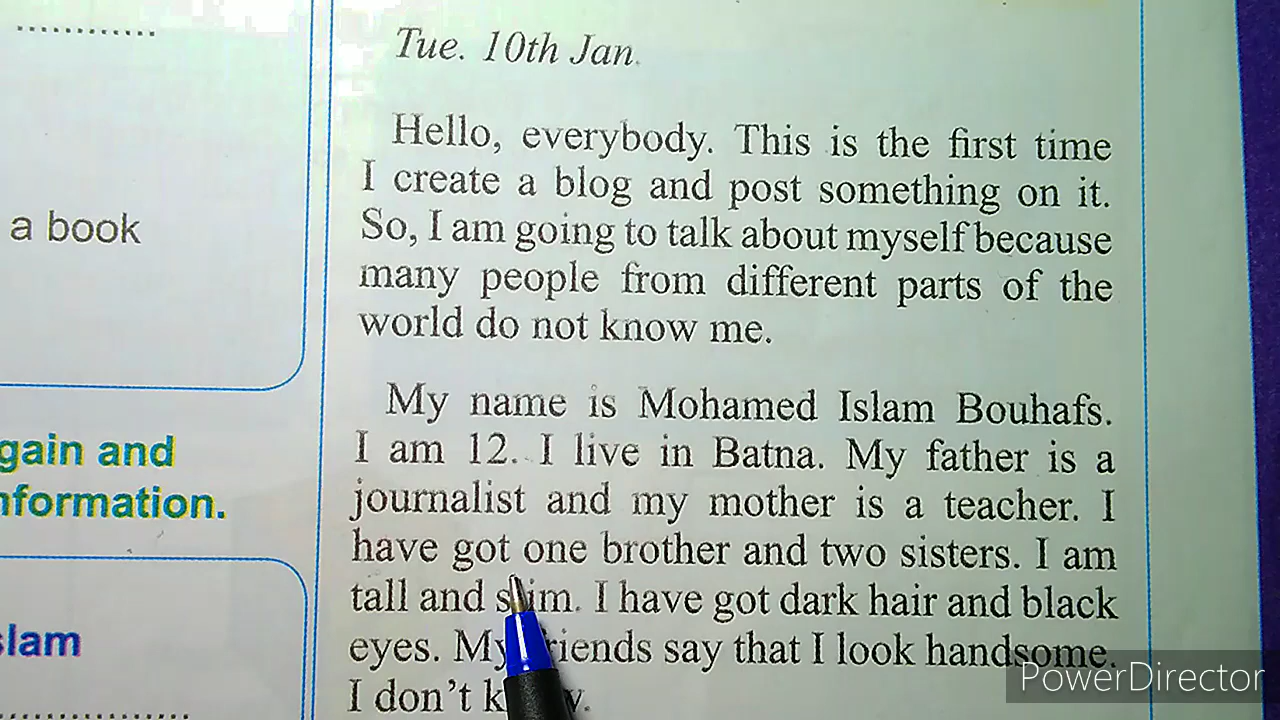 Tue. 10th Jan.
Hello, everybody. This is the first time
I create a blog and post something on it.
So, I am going to talk about myself because
many people from different parts of the
world do not know me.
My name is Mohamed Islam Bouhafs.
I am 12. I live in Batna. My father is a
journalist and my mother is a teacher. I
have got one brother and two sisters. I am
tall and slim. I have got dark hair and black
eyes. My friends say that I look handsome.
I don't know.
a book
gain and
nformation.
slam
PowerDirector